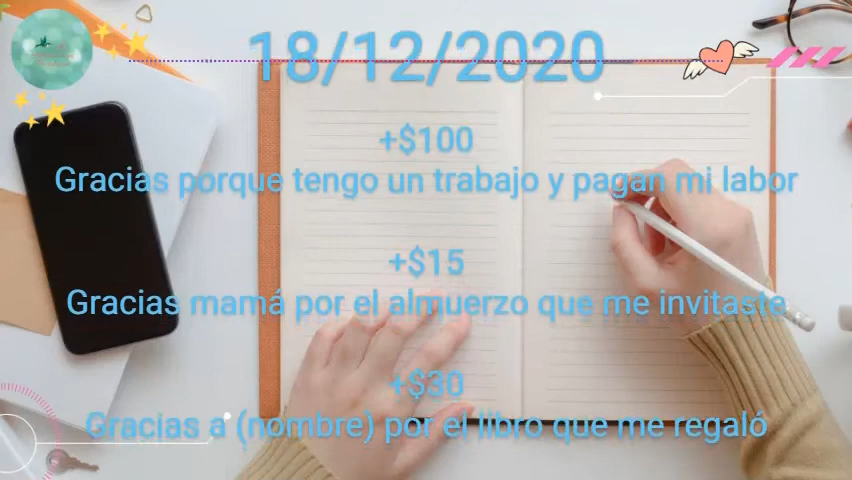 18/12/2020
+$100
Gracias porque tengo un trabajo y pagan mi labor
+$15
Gracias mamá por el almuerzo que me invitaste
+$30
Gracias a (nombre) por el libro que me regaló